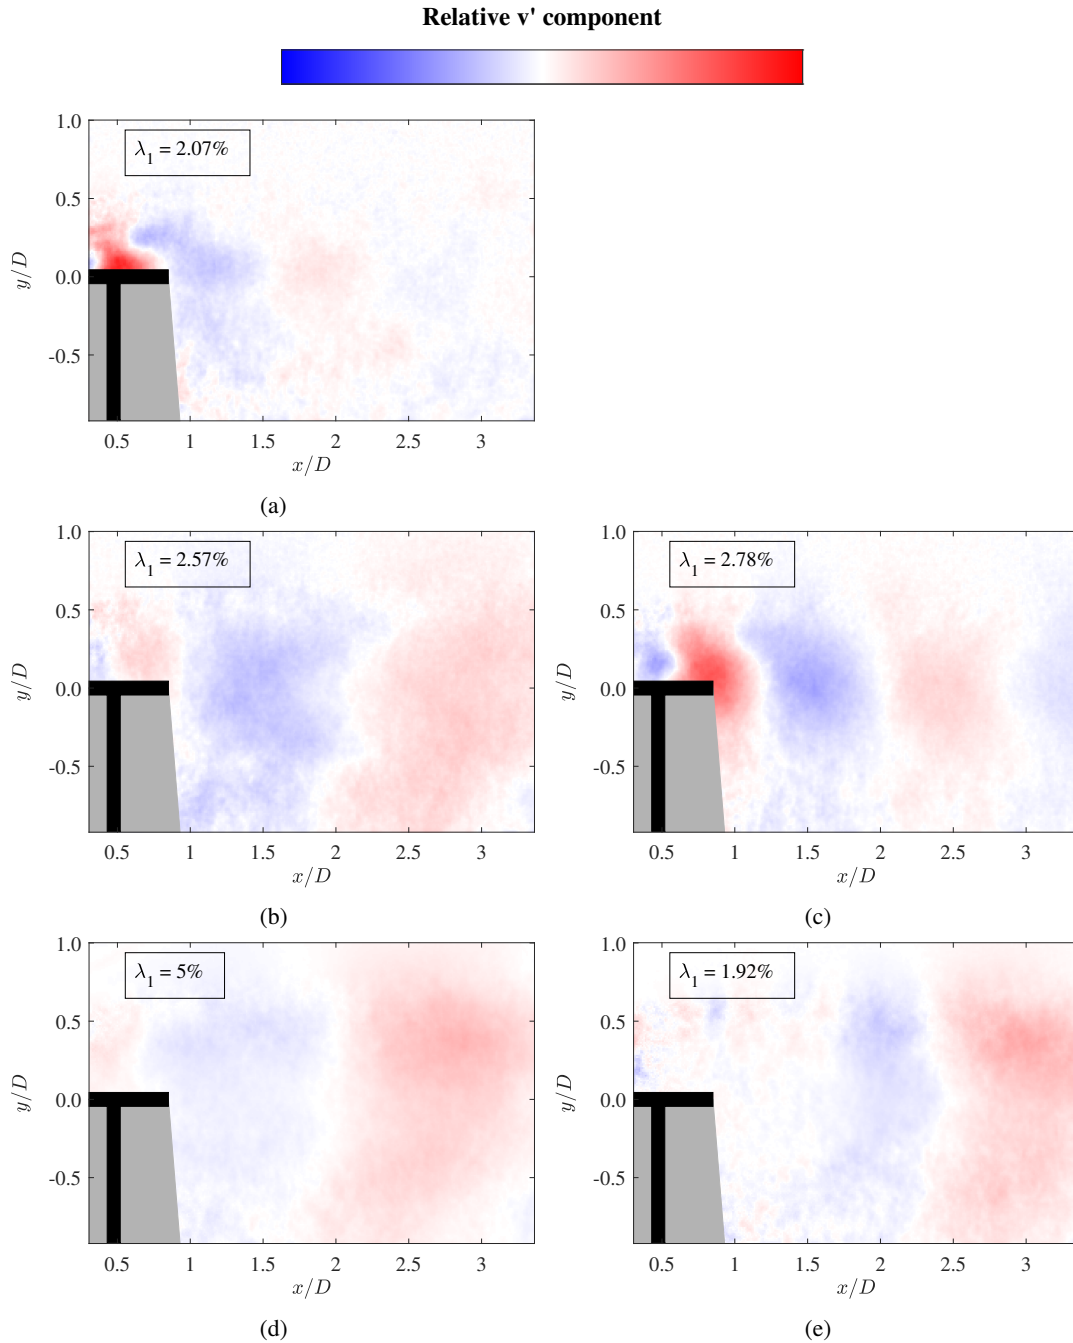 Relative v' component
λ1 = 2.07%
1.0
0.5
0.0
-0.5
y/D
0.5 1 1.5 2 2.5 3
x/D
(a)
λ1 = 2.57%
1.0
0.5
0.0
-0.5
y/D
0.5 1 1.5 2 2.5 3
x/D
(b)
λ1 = 2.78%
1.0
0.5
0.0
-0.5
y/D
0.5 1 1.5 2 2.5 3
x/D
(c)
λ1 = 5%
1.0
0.5
0.0
-0.5
y/D
0.5 1 1.5 2 2.5 3
x/D
(d)
λ1 = 1.92%
1.0
0.5
0.0
-0.5
y/D
0.5 1 1.5 2 2.5 3
x/D
(e)